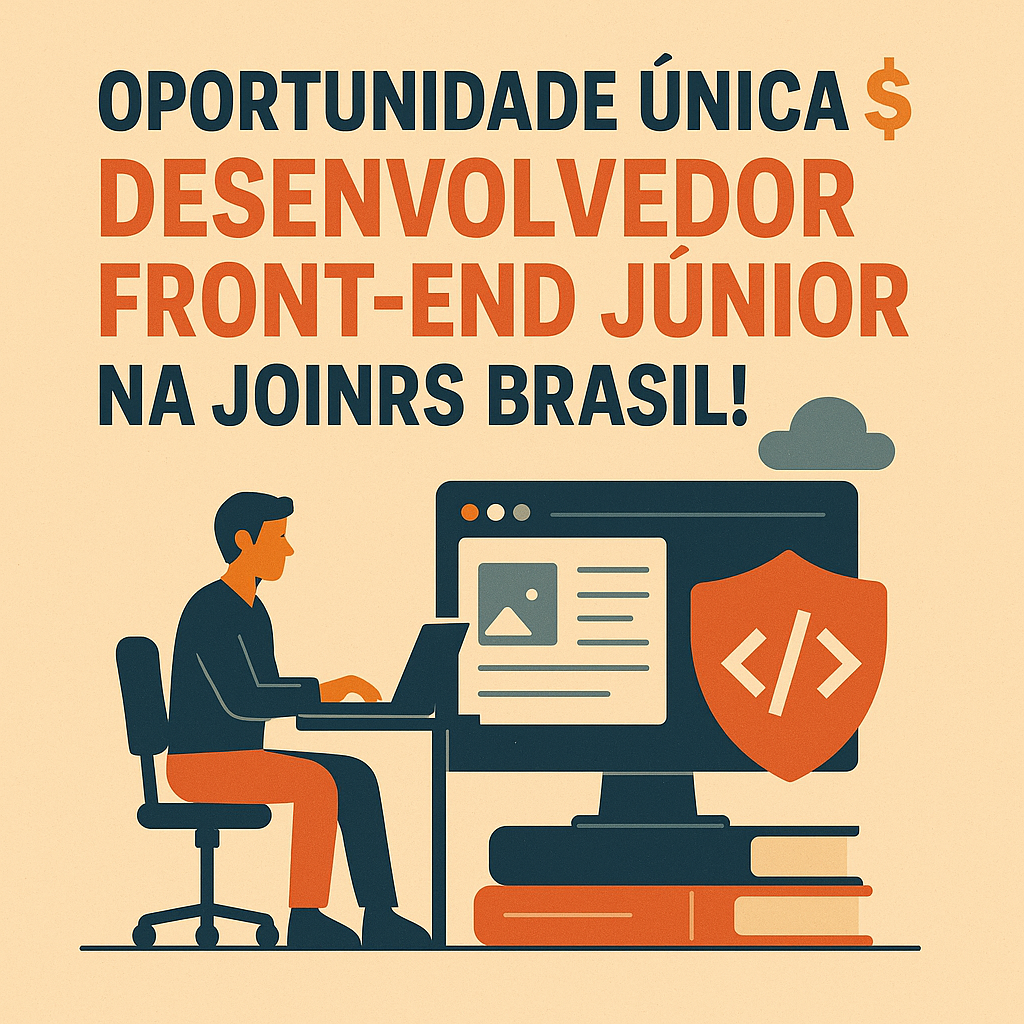 OPORTUNIDADE ÚNICA $
DESENVOLVEDOR
FRONT-END JÚNIOR
NA JOINRS BRASIL!
</>